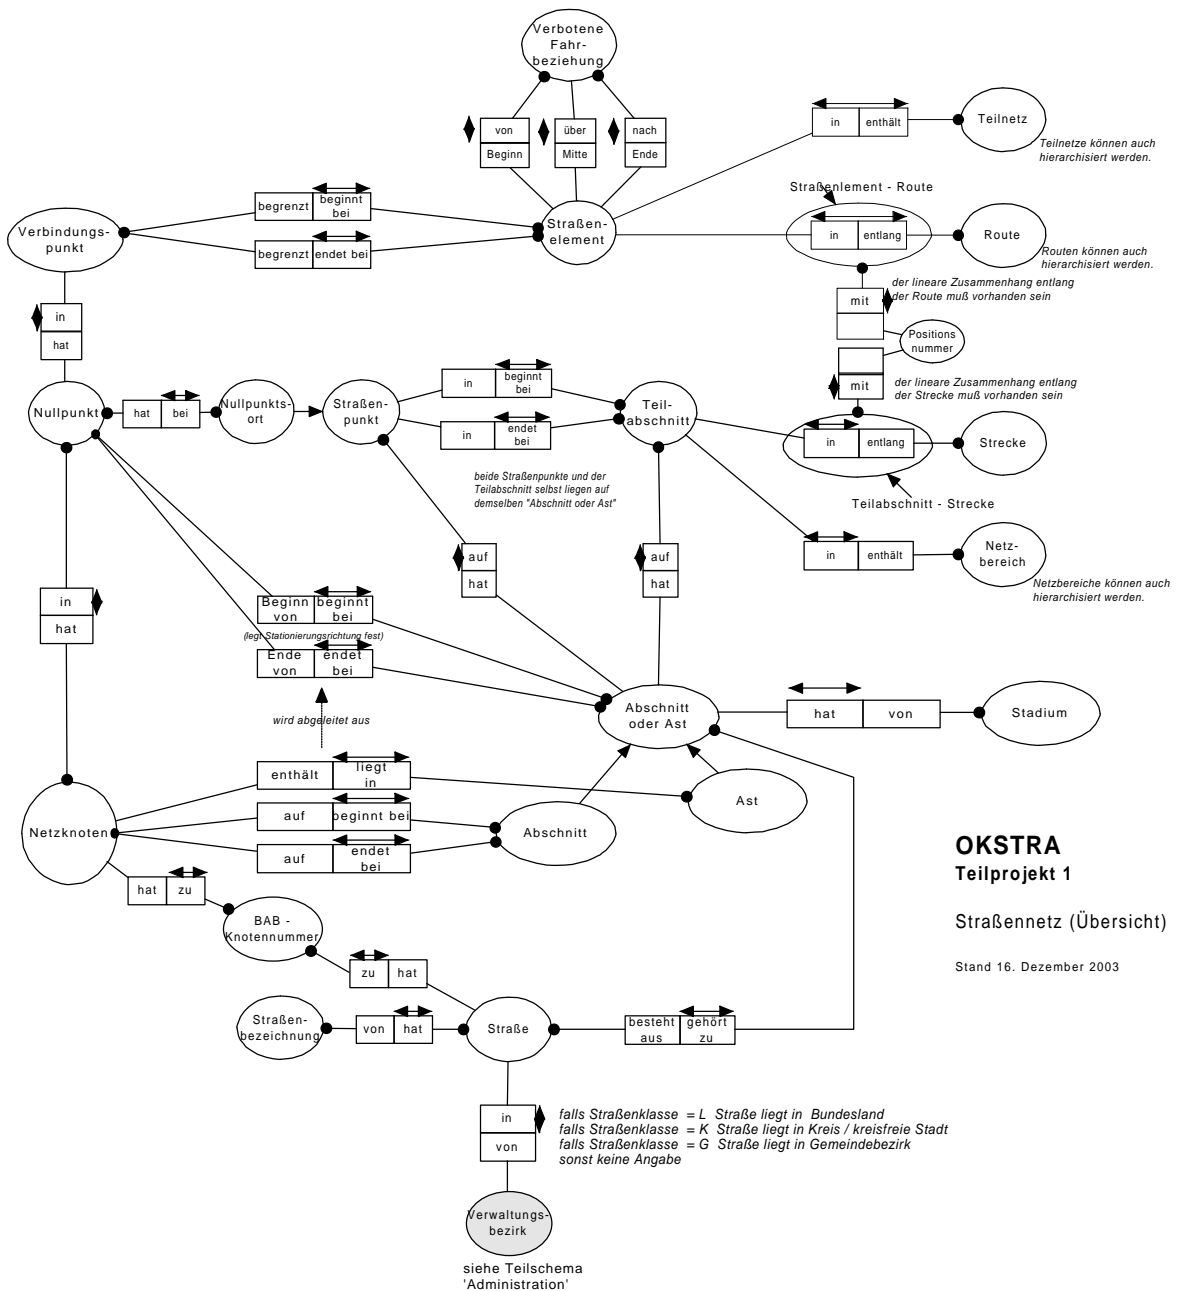 Verbotene
Fahr-
beziehung
von
Beginn
über
Mitte
nach
Ende
in
enthält
Teilnetz
Teilnetze können auch
hierarchisiert werden.
Straßenlement - Route
begrenzt
beginnt
bei
begrenzt
endet bei
Verbindungs-
punkt
Straßen-
element
in
entlang
Route
Routen können auch
hierarchisiert werden.
der lineare Zusammenhang entlang
der Route muß vorhanden sein
mit
in
hat
Positions
nummer
mit
der lineare Zusammenhang entlang
der Strecke muß vorhanden sein
Nullpunkt
hat
bei
Nullpunkts-
ort
Straßen-
punkt
in
beginnt
bei
in
endet
bei
Teil-
abschnitt
in
entlang
Strecke
beide Straßenpunkte und der
Teilabschnitt selbst liegen auf
demselben "Abschnitt oder Ast"
Teilabschnitt - Strecke
auf
hat
auf
hat
in
enthält
Netz-
bereich
Netzbereiche können auch
hierarchisiert werden.
in
hat
Beginn
von
beginnt
bei
(legt Stationierungsrichtung fest)
Ende
von
endet
bei
wird abgeleitet aus
Abschnitt
oder Ast
hat
von
Stadium
enthält
liegt
in
auf
beginnt bei
auf
endet
bei
Netzknoten
Abschnitt
Ast
OKSTRA
Teilprojekt 1
Straßennetz (Übersicht)
Stand 16. Dezember 2003
hat
zu
BAB -
Knotennummer
zu
hat
Straßen-
bezeichnung
von
hat
Straße
besteht
aus
gehört
zu
in
von
falls Straßenklasse = L Straße liegt in Bundesland
falls Straßenklasse = K Straße liegt in Kreis / kreisfreie Stadt
falls Straßenklasse = G Straße liegt in Gemeindebezirk
sonst keine Angabe
Verwaltungs-
bezirk
siehe Teilschema
'Administration'